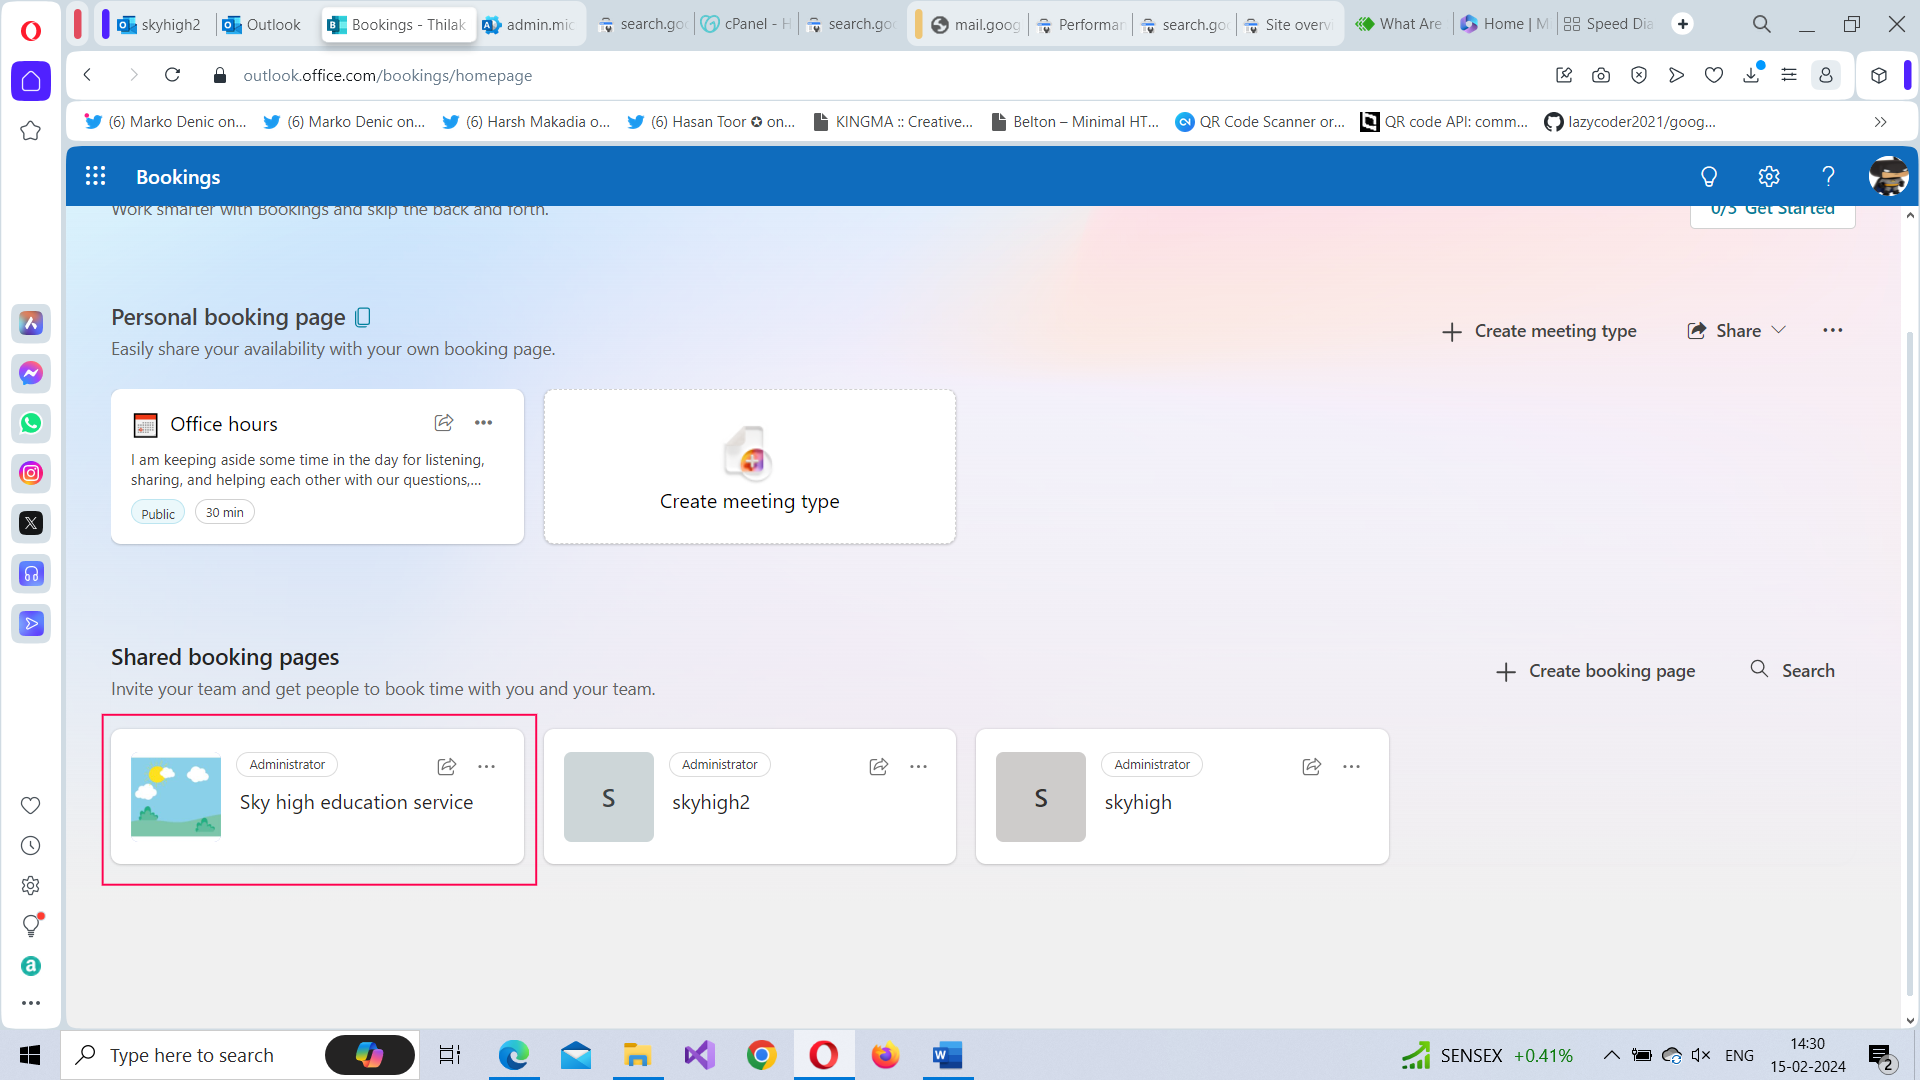 skyhigh2
Outlook
Bookings - Thilak
admin.mic
search.goo
cPanel - H
search.goo
mail.goog
Performan
search.goo
Site overvi
What Are
Home | M
Speed Dia
outlook.office.com/bookings/homepage
(6) Marko Denic on...
(6) Marko Denic on...
(6) Harsh Makadia o...
(6) Hasan Toor ✪ on...
KINGMA :: Creative...
Belton – Minimal HT...
QR Code Scanner or...
QR code API: comm...
lazycoder2021/goog...
Bookings
Work smarter with Bookings and skip the back and forth.
0/3 Get Started
Personal booking page
Easily share your availability with your own booking page.
Create meeting type
Share
Office hours
I am keeping aside some time in the day for listening,
sharing, and helping each other with our questions,...
Public
30 min
Create meeting type
Shared booking pages
Invite your team and get people to book time with you and your team.
Create booking page
Search
Administrator
Sky high education service
S
Administrator
skyhigh2
S
Administrator
skyhigh
Type here to search
SENSEX +0.41%
ENG
14:30
15-02-2024
2